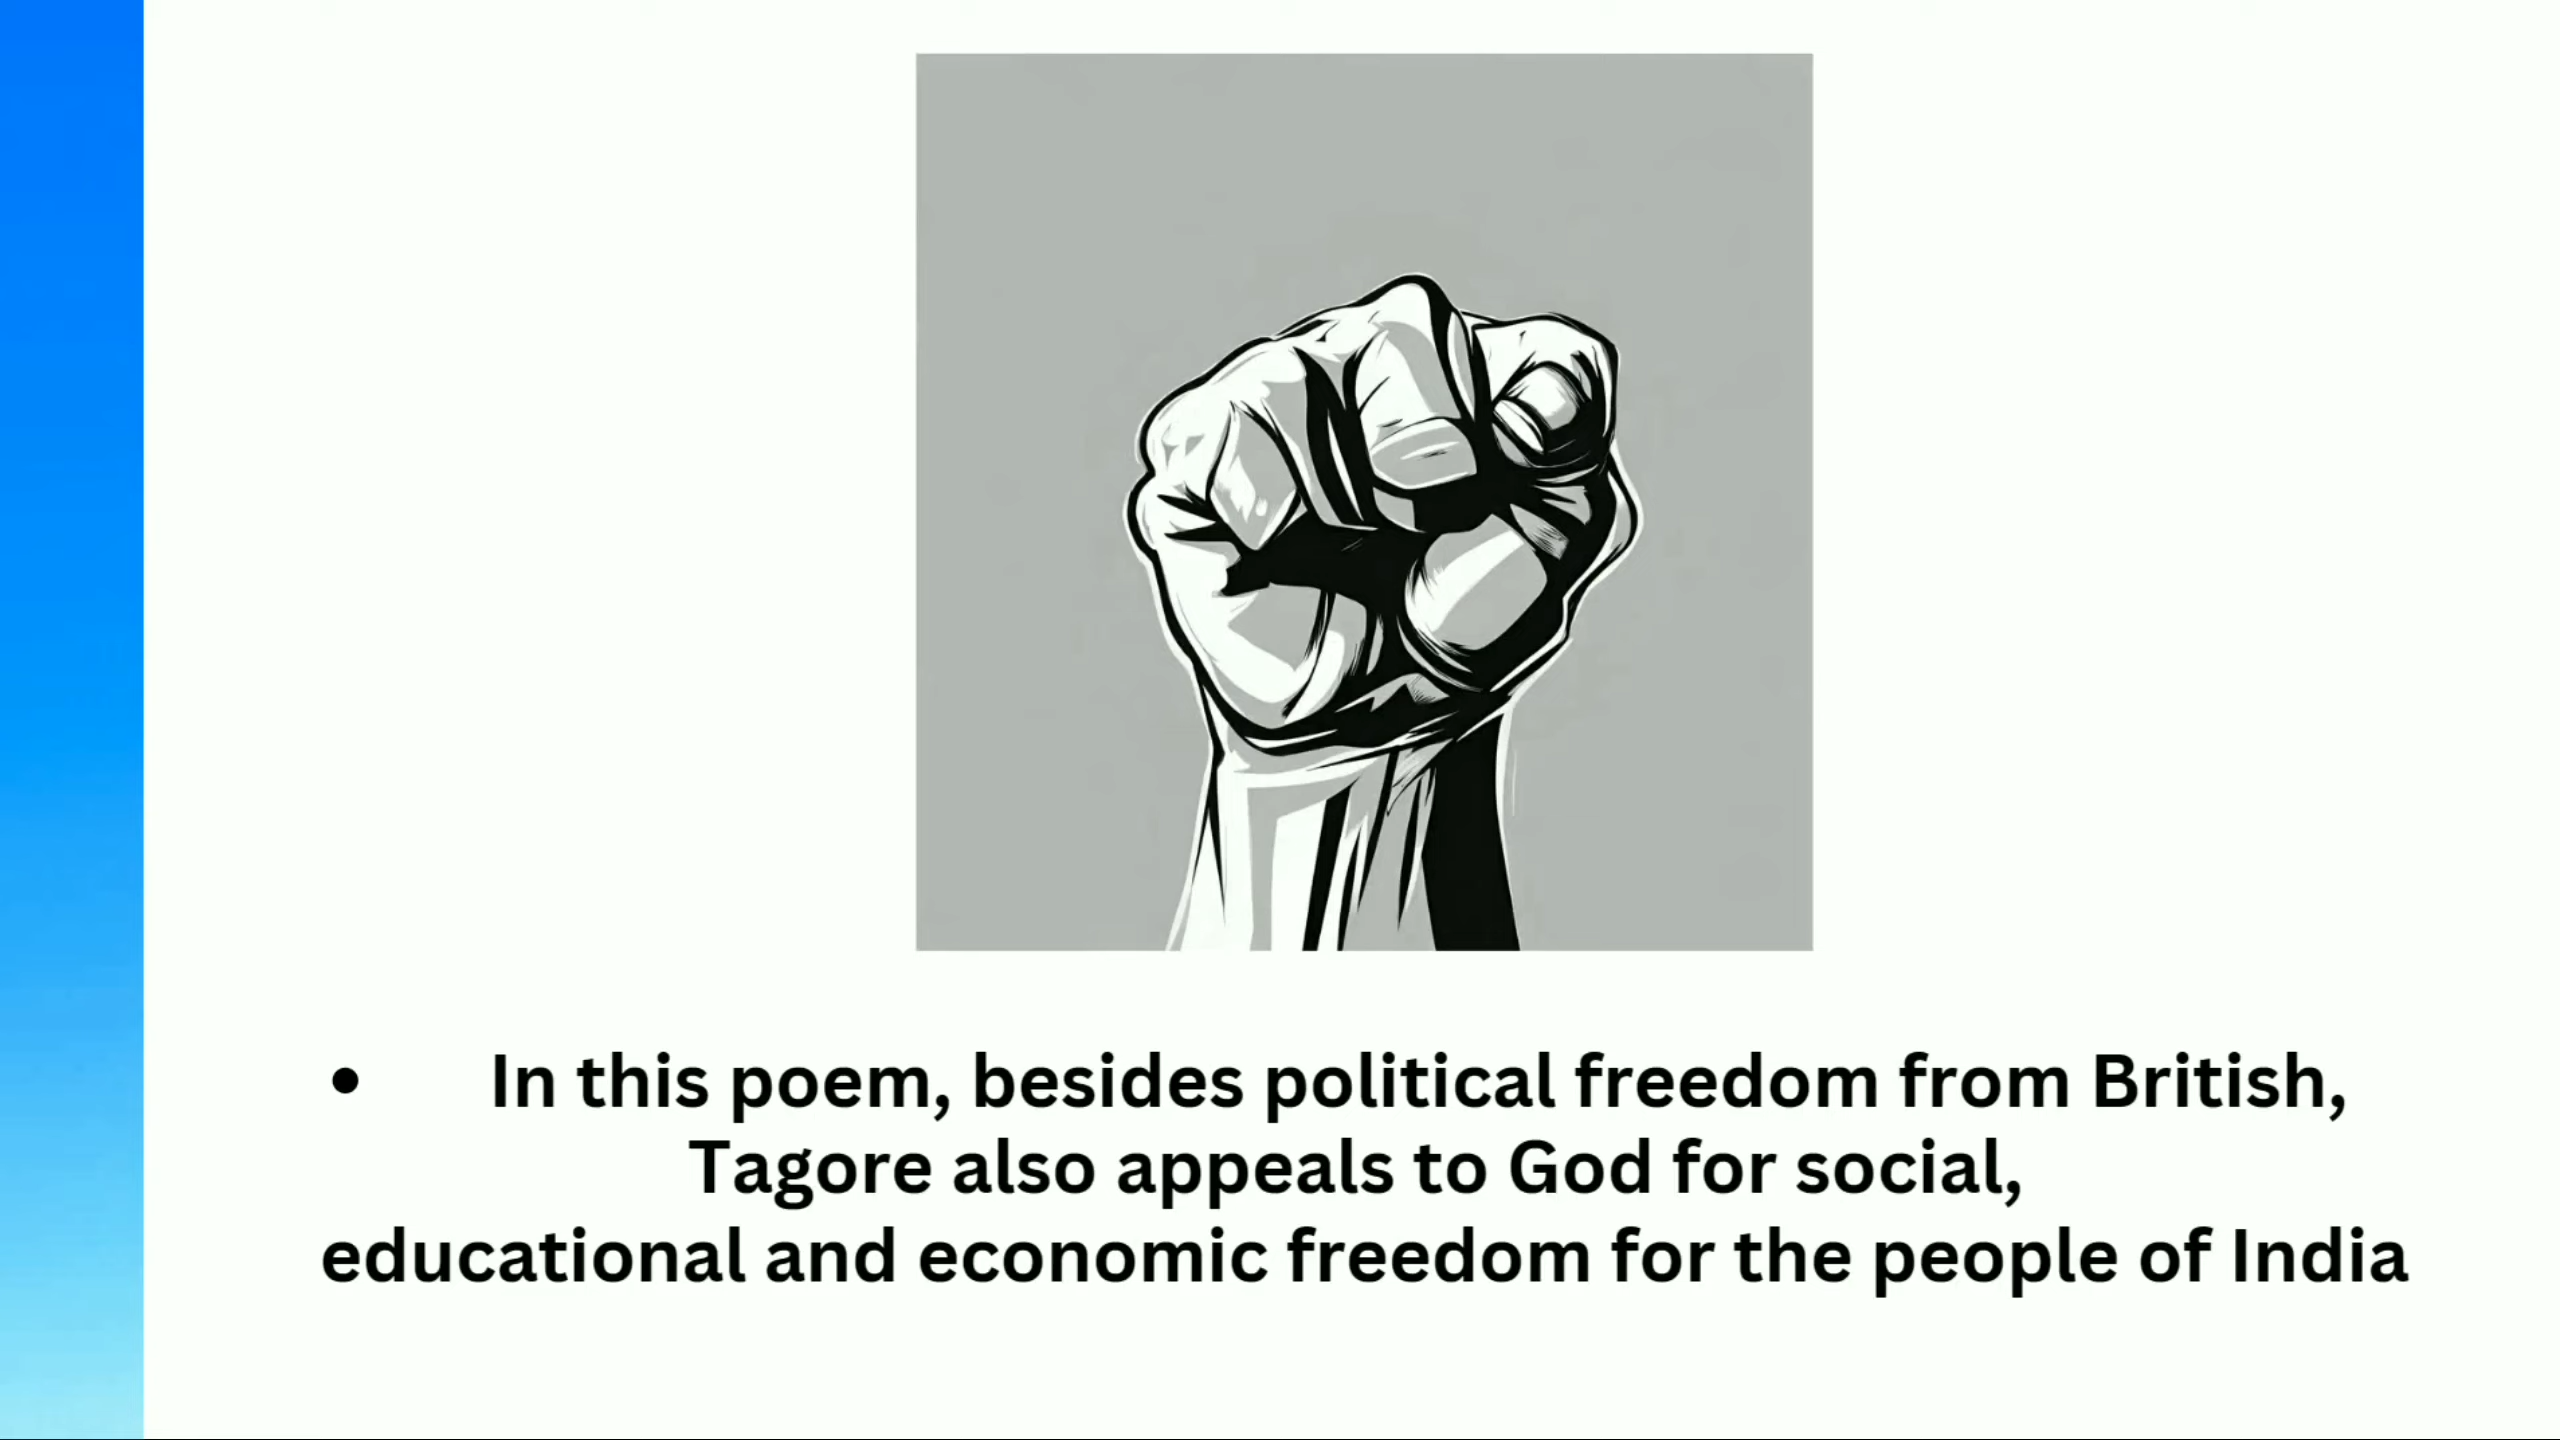 • In this poem, besides political freedom from British,
Tagore also appeals to God for social,
educational and economic freedom for the people of India